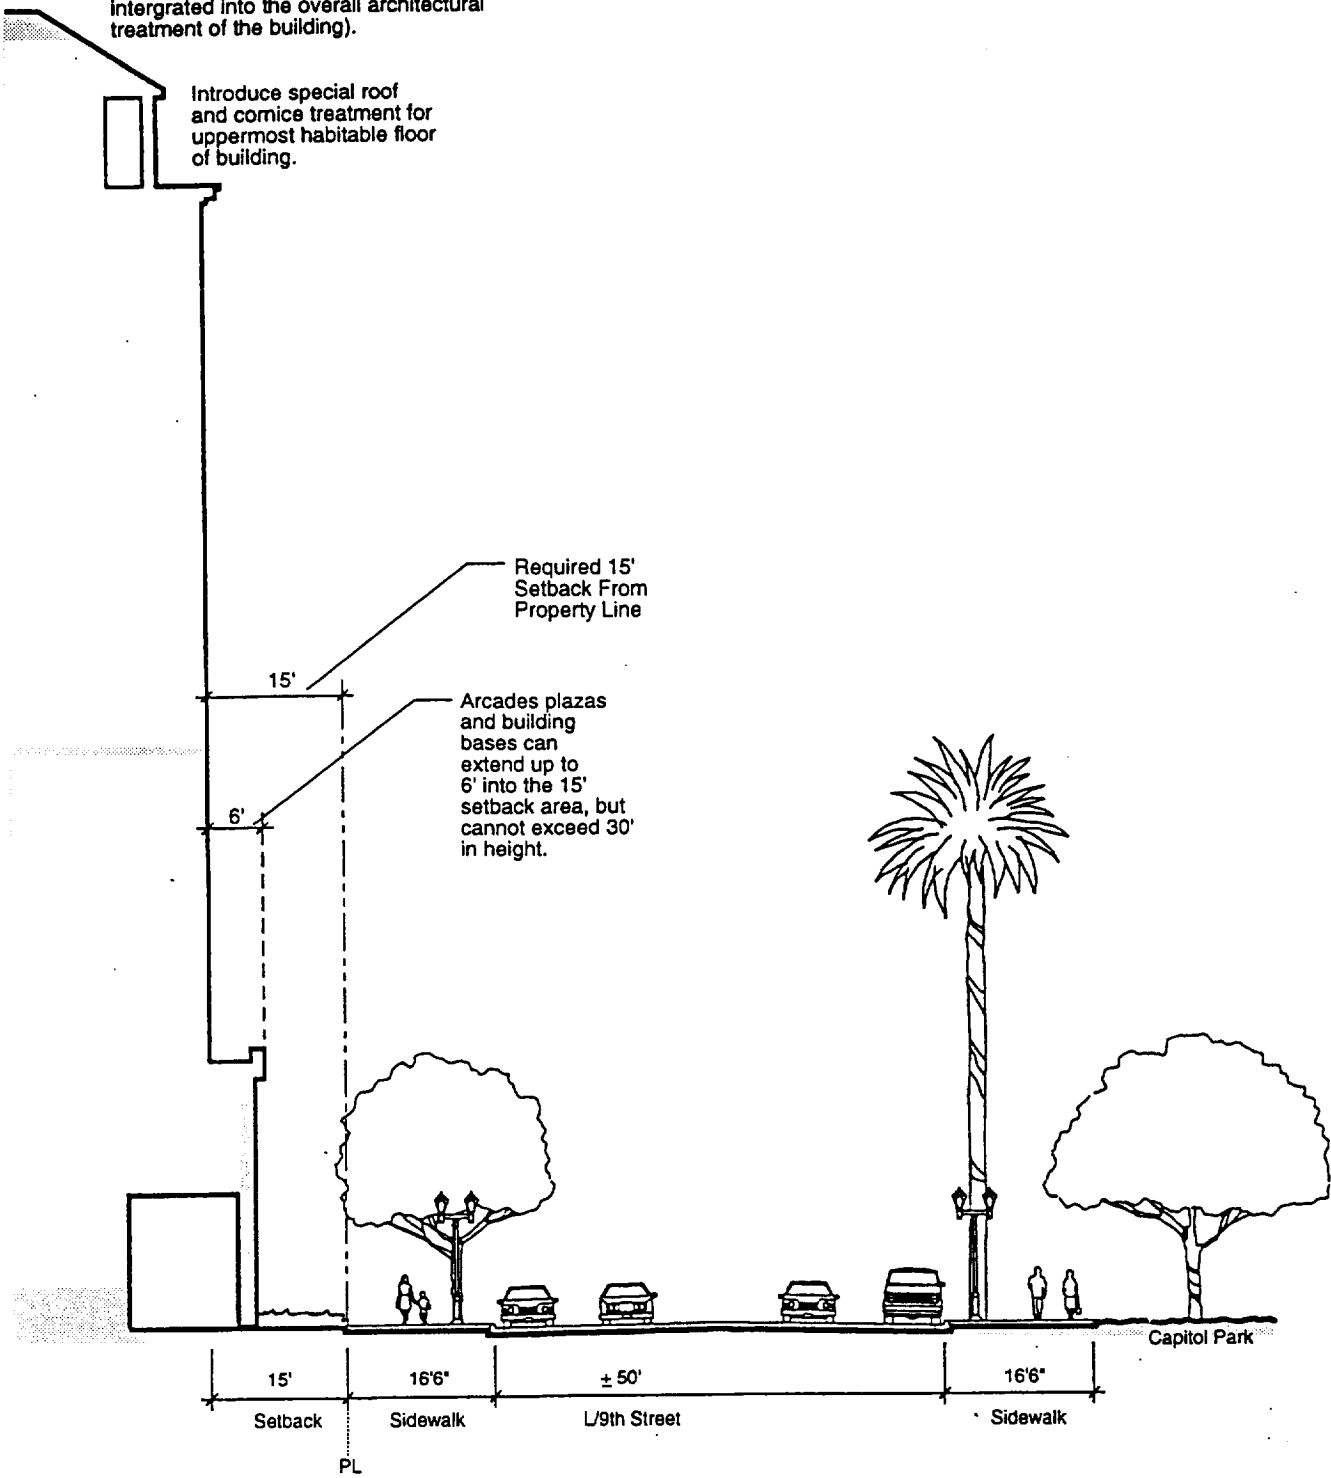 intergrated into the overall architectural
treatment of the building).
Introduce special roof
and cornice treatment for
uppermost habitable floor
of building.
Required 15'
Setback From
Property Line
15'
Arcades plazas
and building
bases can
extend up to
6' into the 15'
setback area, but
cannot exceed 30'
in height.
6'
Capitol Park
15' 16'6" ± 50' 16'6"
Setback Sidewalk L/9th Street Sidewalk
PL